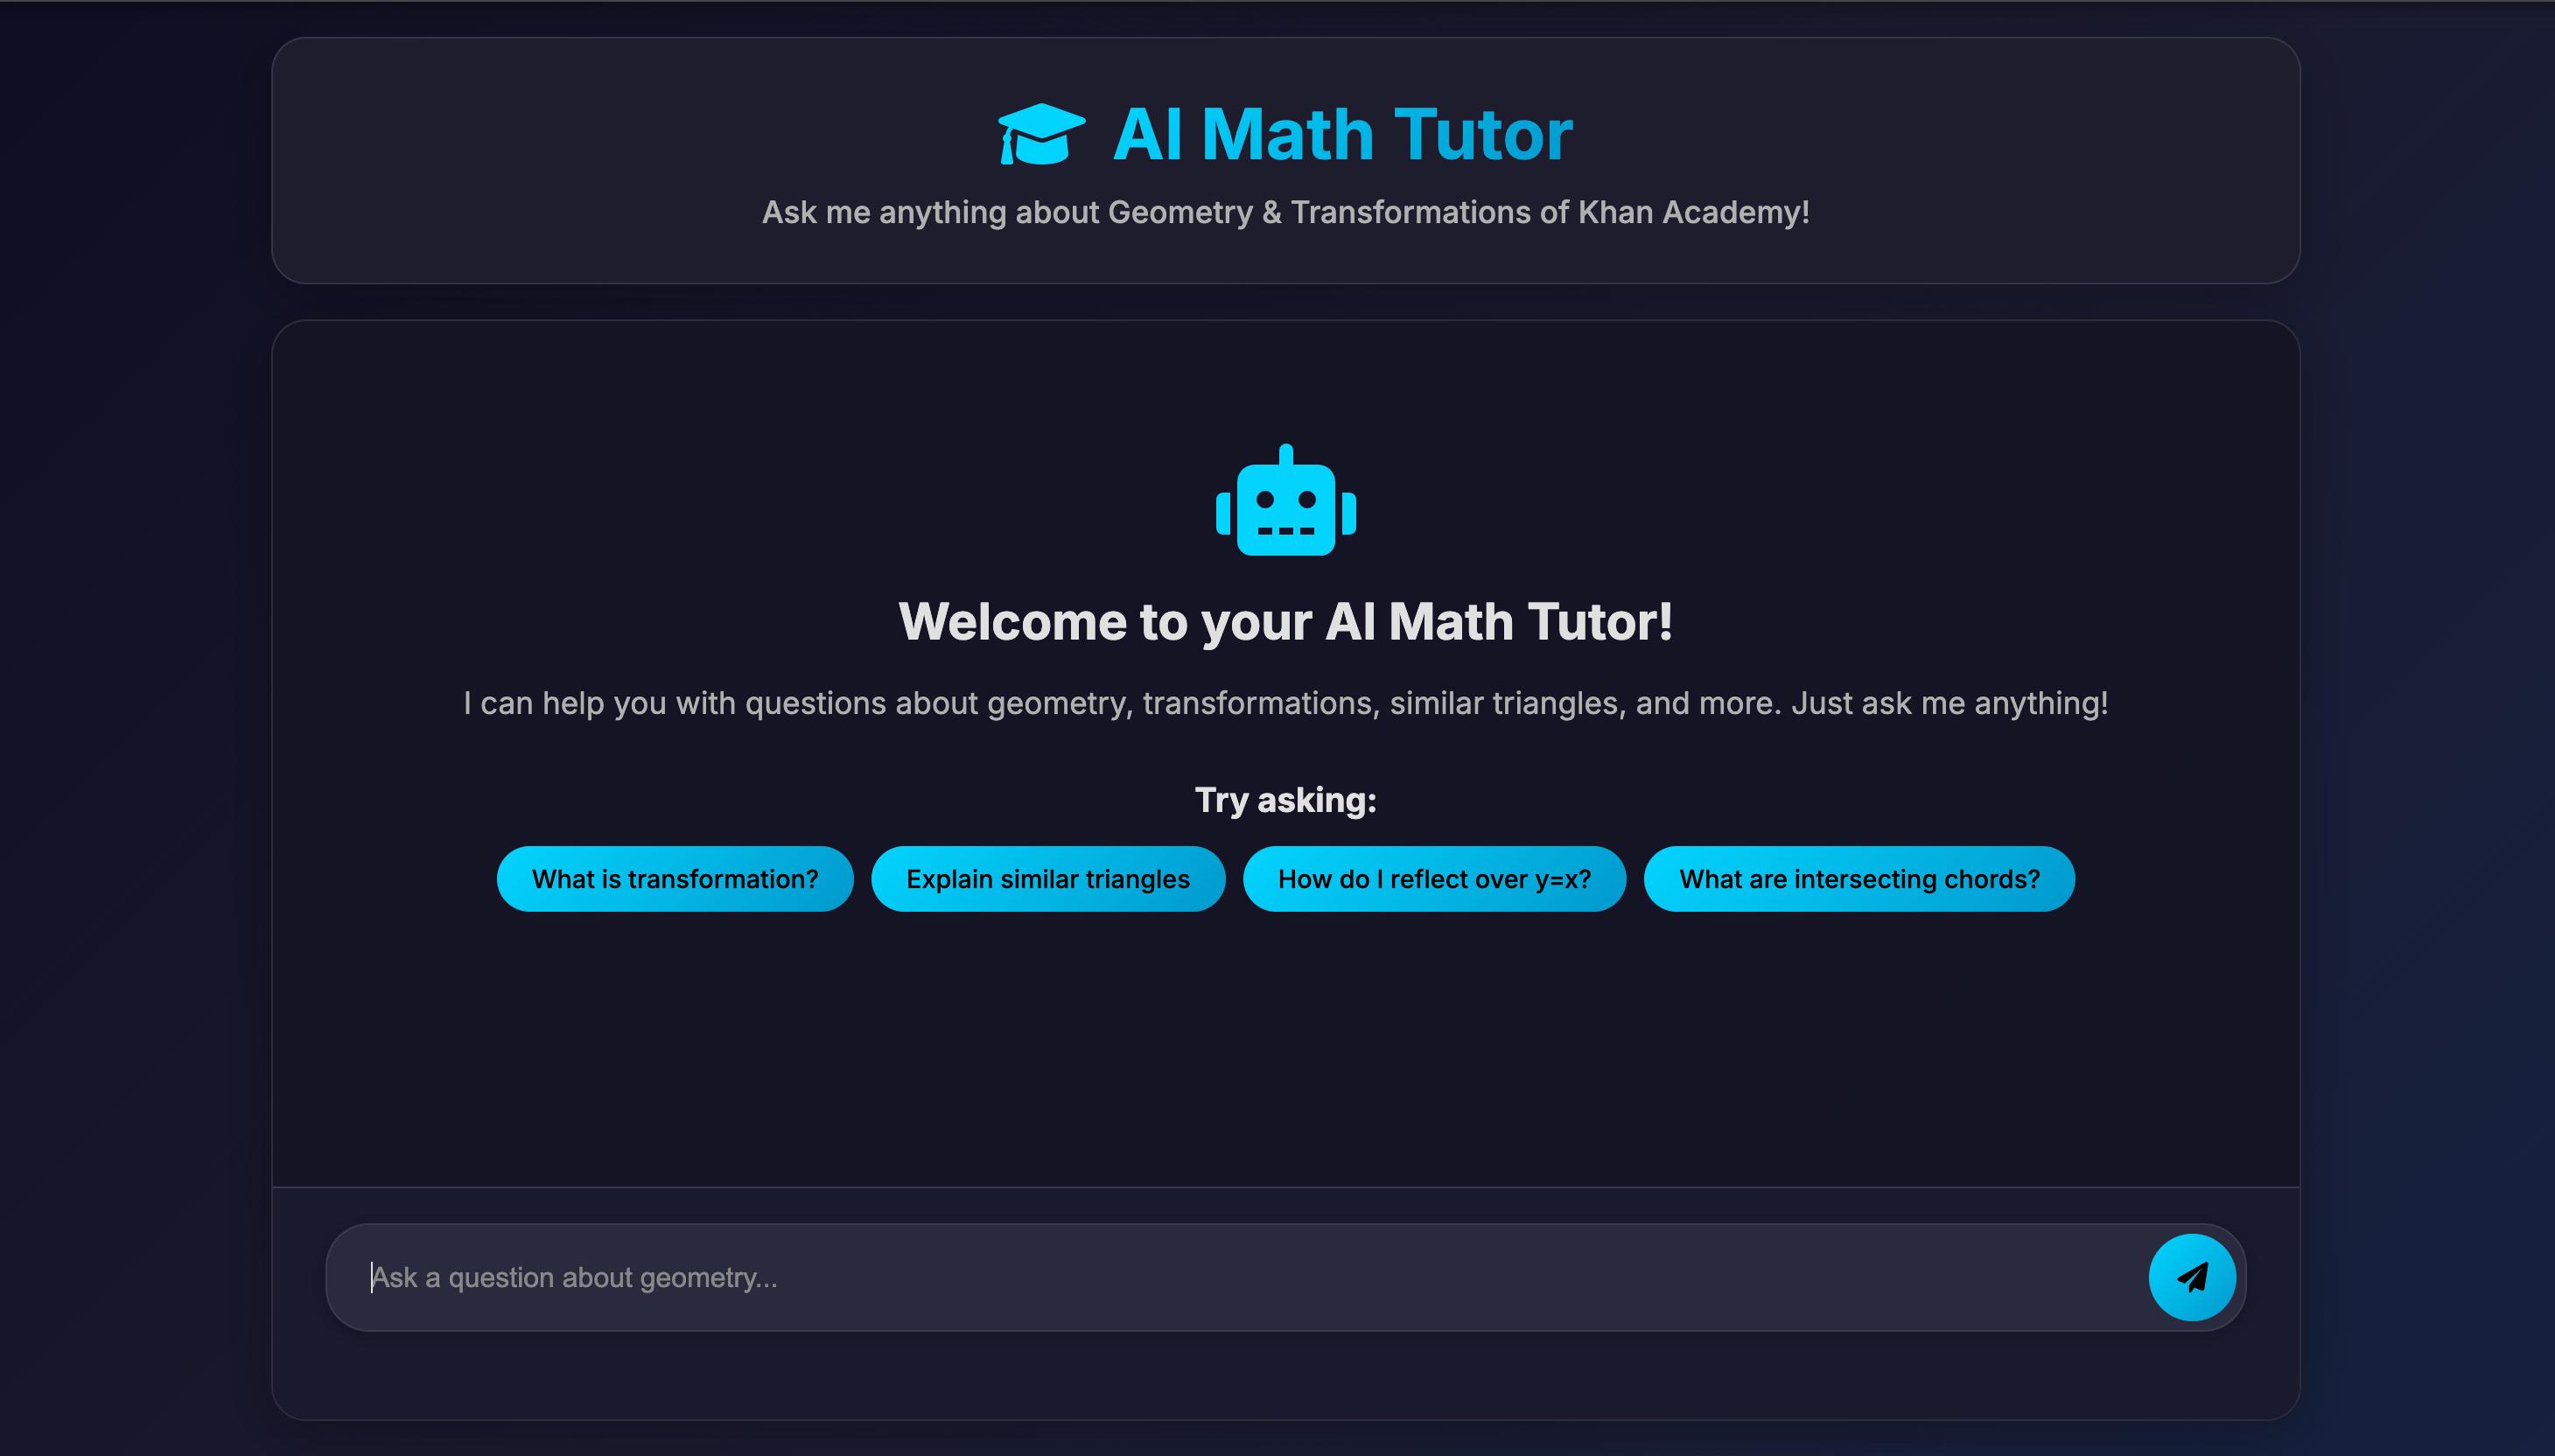 AI Math Tutor
Ask me anything about Geometry & Transformations of Khan Academy!
Welcome to your AI Math Tutor!
I can help you with questions about geometry, transformations, similar triangles, and more. Just ask me anything!
Try asking:
What is transformation? Explain similar triangles How do I reflect over y=x? What are intersecting chords?
Ask a question about geometry...